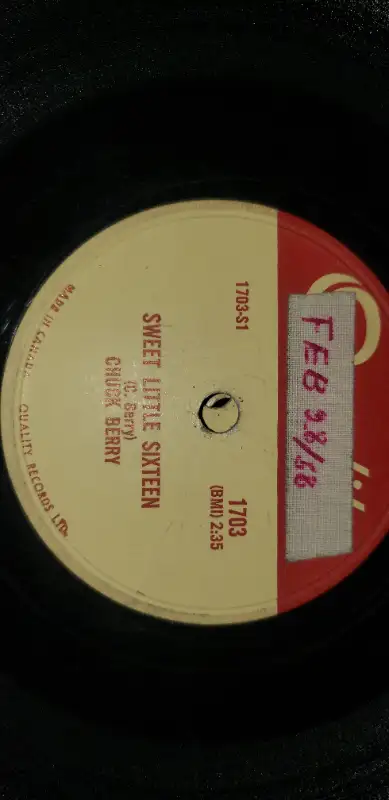 FEB 28/58
1703-S1
1703
(BMI) 2:35
SWEET LITTLE SIXTEEN
(C. Berry)
CHUCK BERRY
MADE IN CANADA
QUALITY RECORDS LTD.